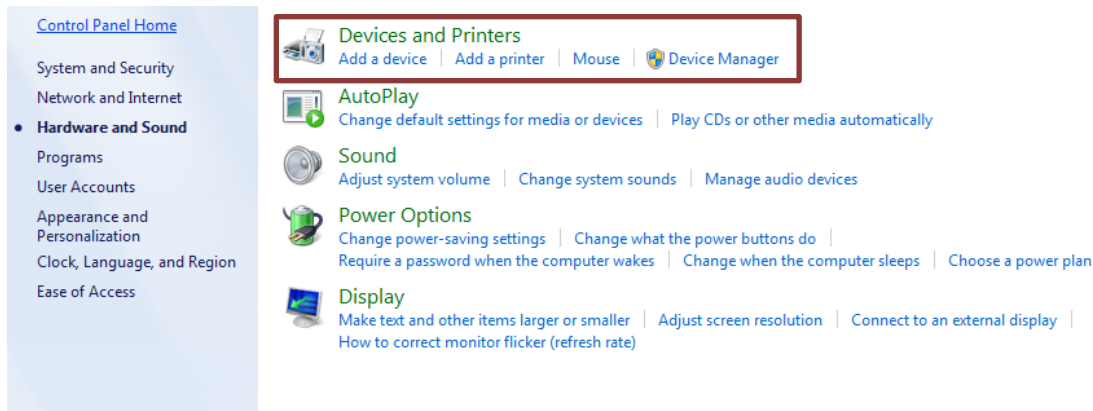 Control Panel Home
System and Security
Network and Internet
Hardware and Sound
Programs
User Accounts
Appearance and
Personalization
Clock, Language, and Region
Ease of Access
Devices and Printers
Add a device Add a printer Mouse Device Manager
AutoPlay
Change default settings for media or devices Play CDs or other media automatically
Sound
Adjust system volume Change system sounds Manage audio devices
Power Options
Change power-saving settings Change what the power buttons do
Require a password when the computer wakes Change when the computer sleeps Choose a power plan
Display
Make text and other items larger or smaller Adjust screen resolution Connect to an external display
How to correct monitor flicker (refresh rate)